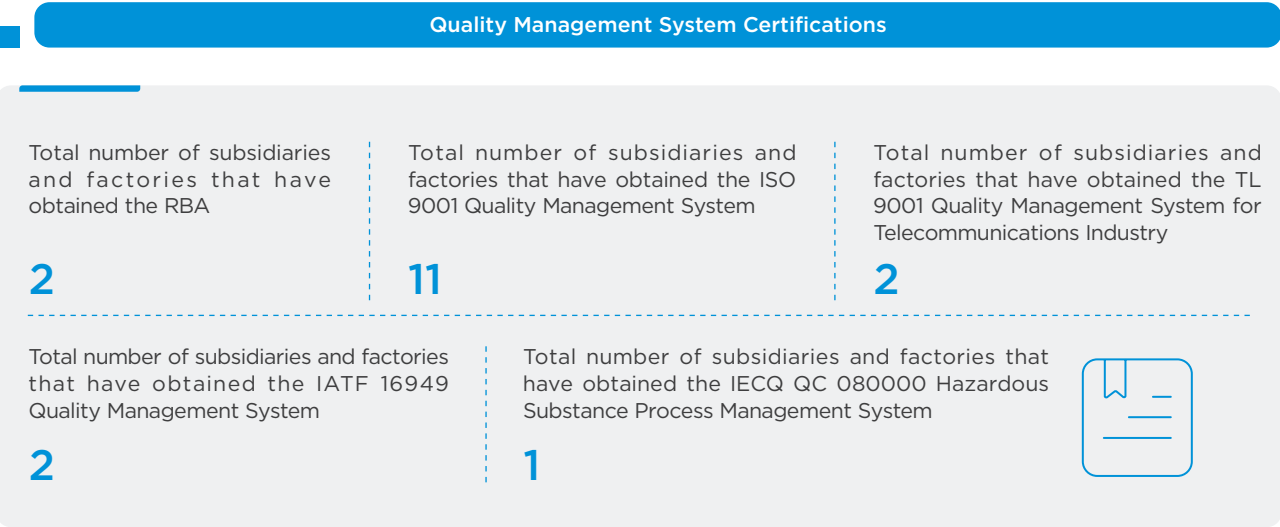 Quality Management System Certifications
Total number of subsidiaries
and factories that have
obtained the RBA
2
Total number of subsidiaries and
factories that have obtained the ISO
9001 Quality Management System
11
Total number of subsidiaries and
factories that have obtained the TL
9001 Quality Management System for
Telecommunications Industry
2
Total number of subsidiaries and factories
that have obtained the IATF 16949
Quality Management System
2
Total number of subsidiaries and factories that
have obtained the IECQ QC 080000 Hazardous
Substance Process Management System
1